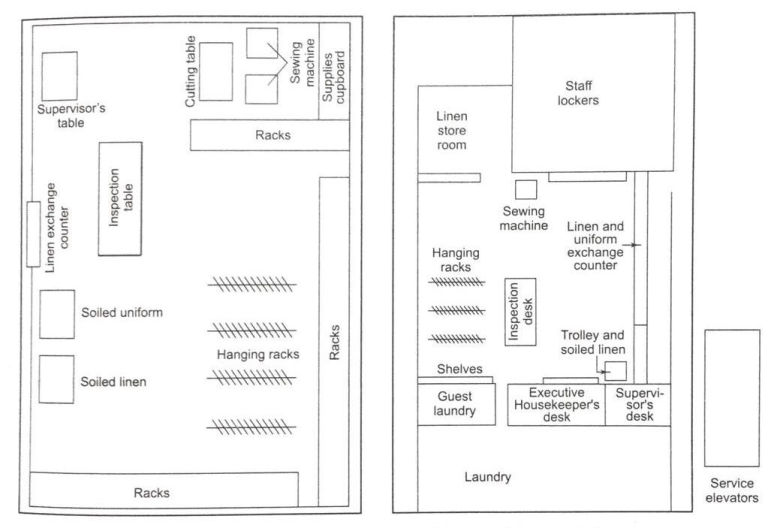 Supervisor's
table
Cutting table
Sewing
machine
Supplies
cupboard
Racks
Inspection
table
Linen exchange
counter
Soiled uniform
Soiled linen
Hanging racks
Racks
Racks
Staff
lockers
Linen
store
room
Sewing
machine
Linen and
uniform
exchange
counter
Hanging
racks
Inspection
desk
Trolley and
soiled linen
Shelves
Guest
laundry
Executive
Housekeeper's
desk
Supervi-
sor's
desk
Laundry
Service
elevators